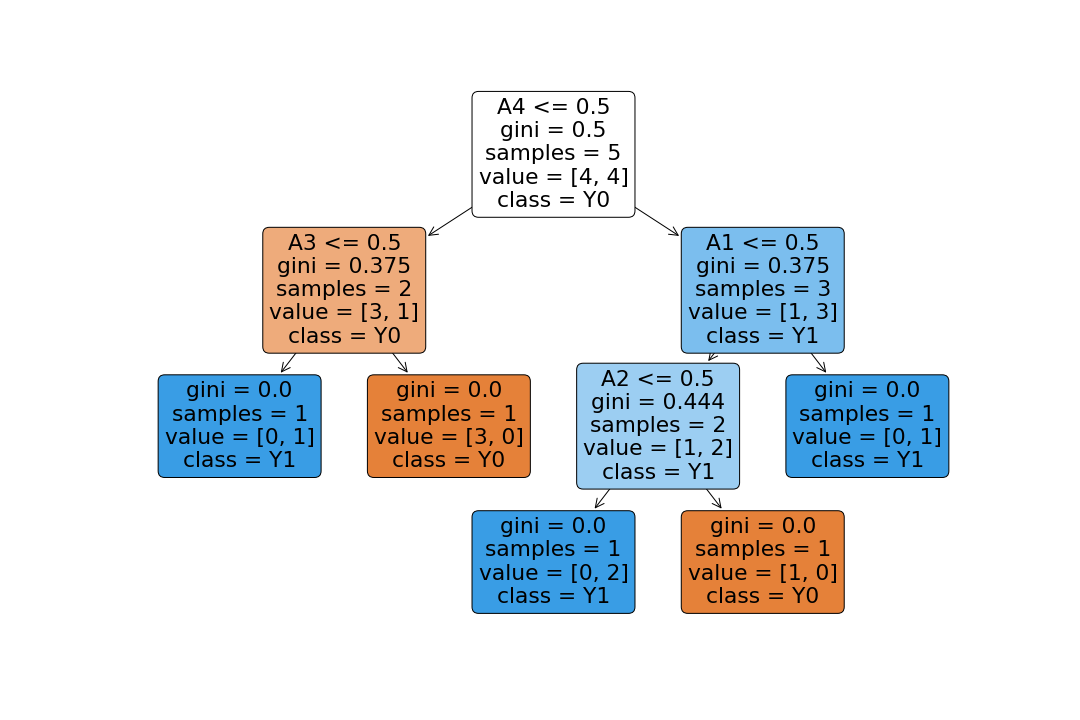 A4 <= 0.5
gini = 0.5
samples = 5
value = [4, 4]
class = Y0
A3 <= 0.5
gini = 0.375
samples = 2
value = [3, 1]
class = Y0
A1 <= 0.5
gini = 0.375
samples = 3
value = [1, 3]
class = Y1
gini = 0.0
samples = 1
value = [0, 1]
class = Y1
gini = 0.0
samples = 1
value = [3, 0]
class = Y0
A2 <= 0.5
gini = 0.444
samples = 2
value = [1, 2]
class = Y1
gini = 0.0
samples = 1
value = [0, 1]
class = Y1
gini = 0.0
samples = 1
value = [0, 2]
class = Y1
gini = 0.0
samples = 1
value = [1, 0]
class = Y0